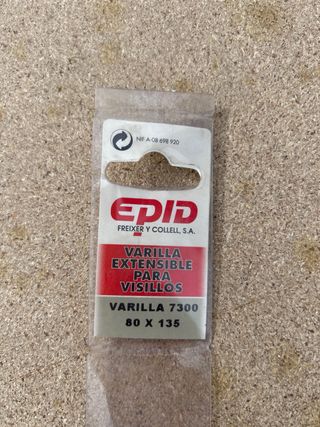 NIF A-08 698 920
EPID
FREIXER Y COLLELL, S.A.
VARILLA
EXTENSIBLE
PARA
VISILLOS
VARILLA 7300
80 X 135